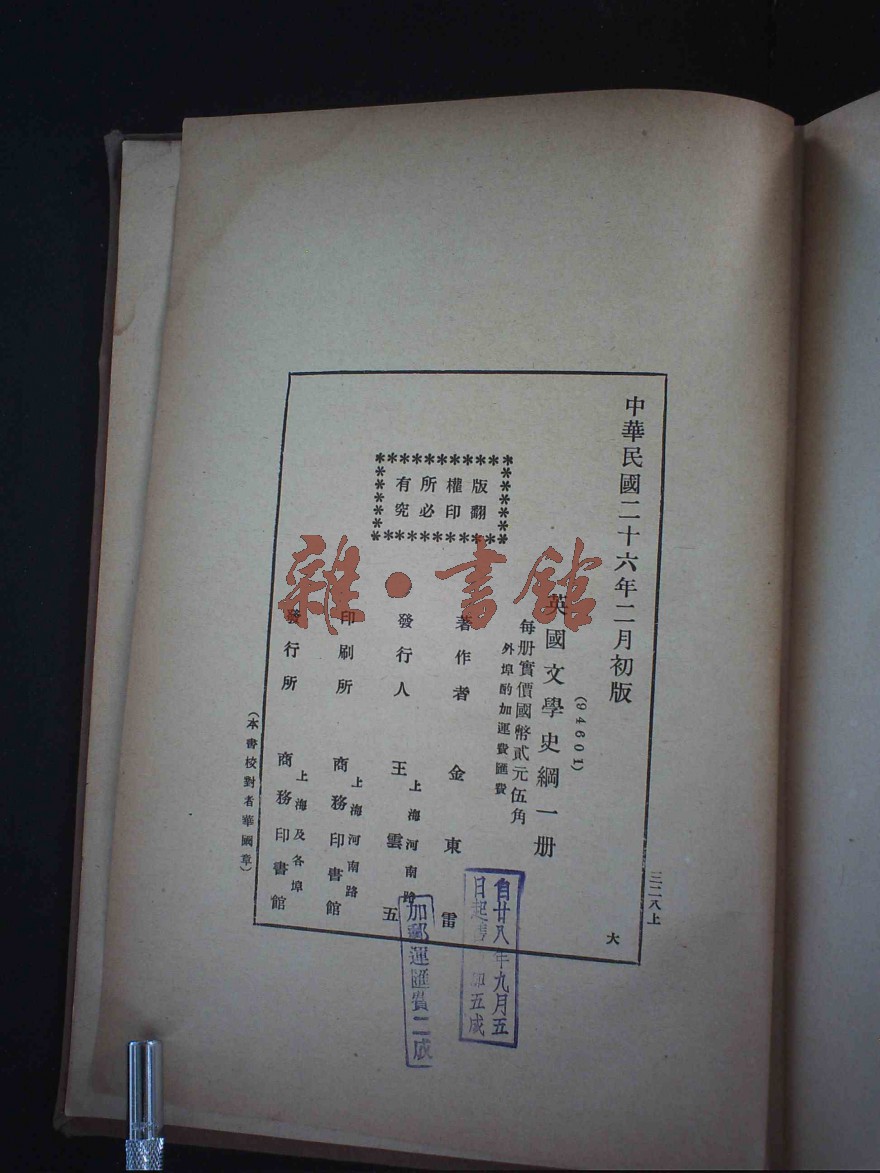 中華民國二十六年二月初版
(94601)
英國文學史綱一册
每册實價國幣貳元伍角
外埠酌加運費匯費
版權所有
翻印必究
著作者 金東雷
發行人 王雲五
上海河南路
印刷所 商務印書館
上海河南路
發行所 商務印書館
上海及各埠
(本書校對者華國章)
三二二八上
大
自廿八年九月五
日起 加五成
加郵運匯費二成
雜·書館